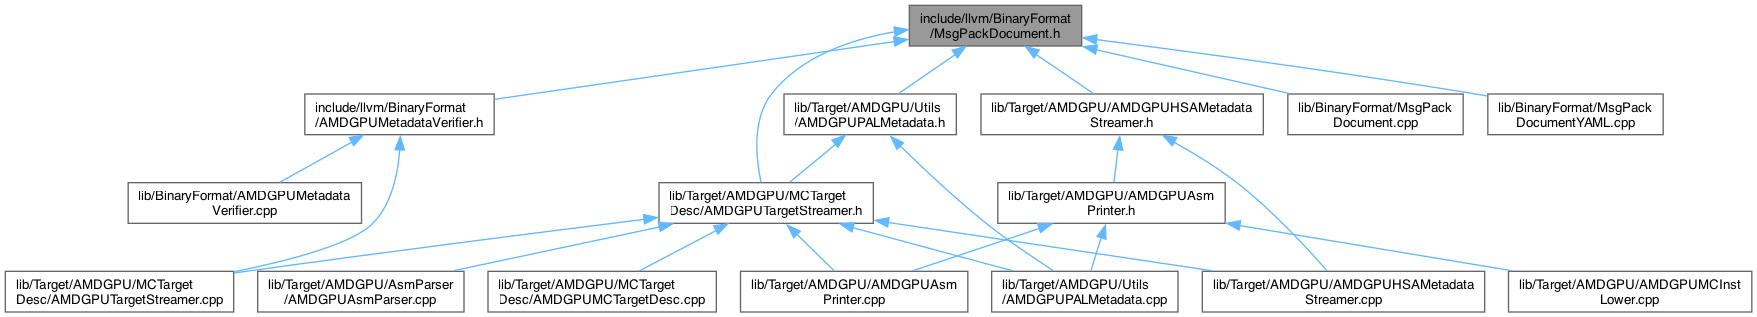 include/llvm/BinaryFormat
/MsgPackDocument.h
include/llvm/BinaryFormat
/AMDGPUMetadataVerifier.h
lib/Target/AMDGPU/Utils
/AMDGPUPALMetadata.h
lib/Target/AMDGPU/AMDGPUHSAMetadata
Streamer.h
lib/BinaryFormat/MsgPack
Document.cpp
lib/BinaryFormat/MsgPack
DocumentYAML.cpp
lib/BinaryFormat/AMDGPUMetadata
Verifier.cpp
lib/Target/AMDGPU/MCTarget
Desc/AMDGPUTargetStreamer.h
lib/Target/AMDGPU/AMDGPUAsm
Printer.h
lib/Target/AMDGPU/MCTarget
Desc/AMDGPUTargetStreamer.cpp
lib/Target/AMDGPU/AsmParser
/AMDGPUAsmParser.cpp
lib/Target/AMDGPU/MCTarget
Desc/AMDGPUMCTargetDesc.cpp
lib/Target/AMDGPU/AMDGPUAsm
Printer.cpp
lib/Target/AMDGPU/Utils
/AMDGPUPALMetadata.cpp
lib/Target/AMDGPU/AMDGPUHSAMetadata
Streamer.cpp
lib/Target/AMDGPU/AMDGPUMCInst
Lower.cpp